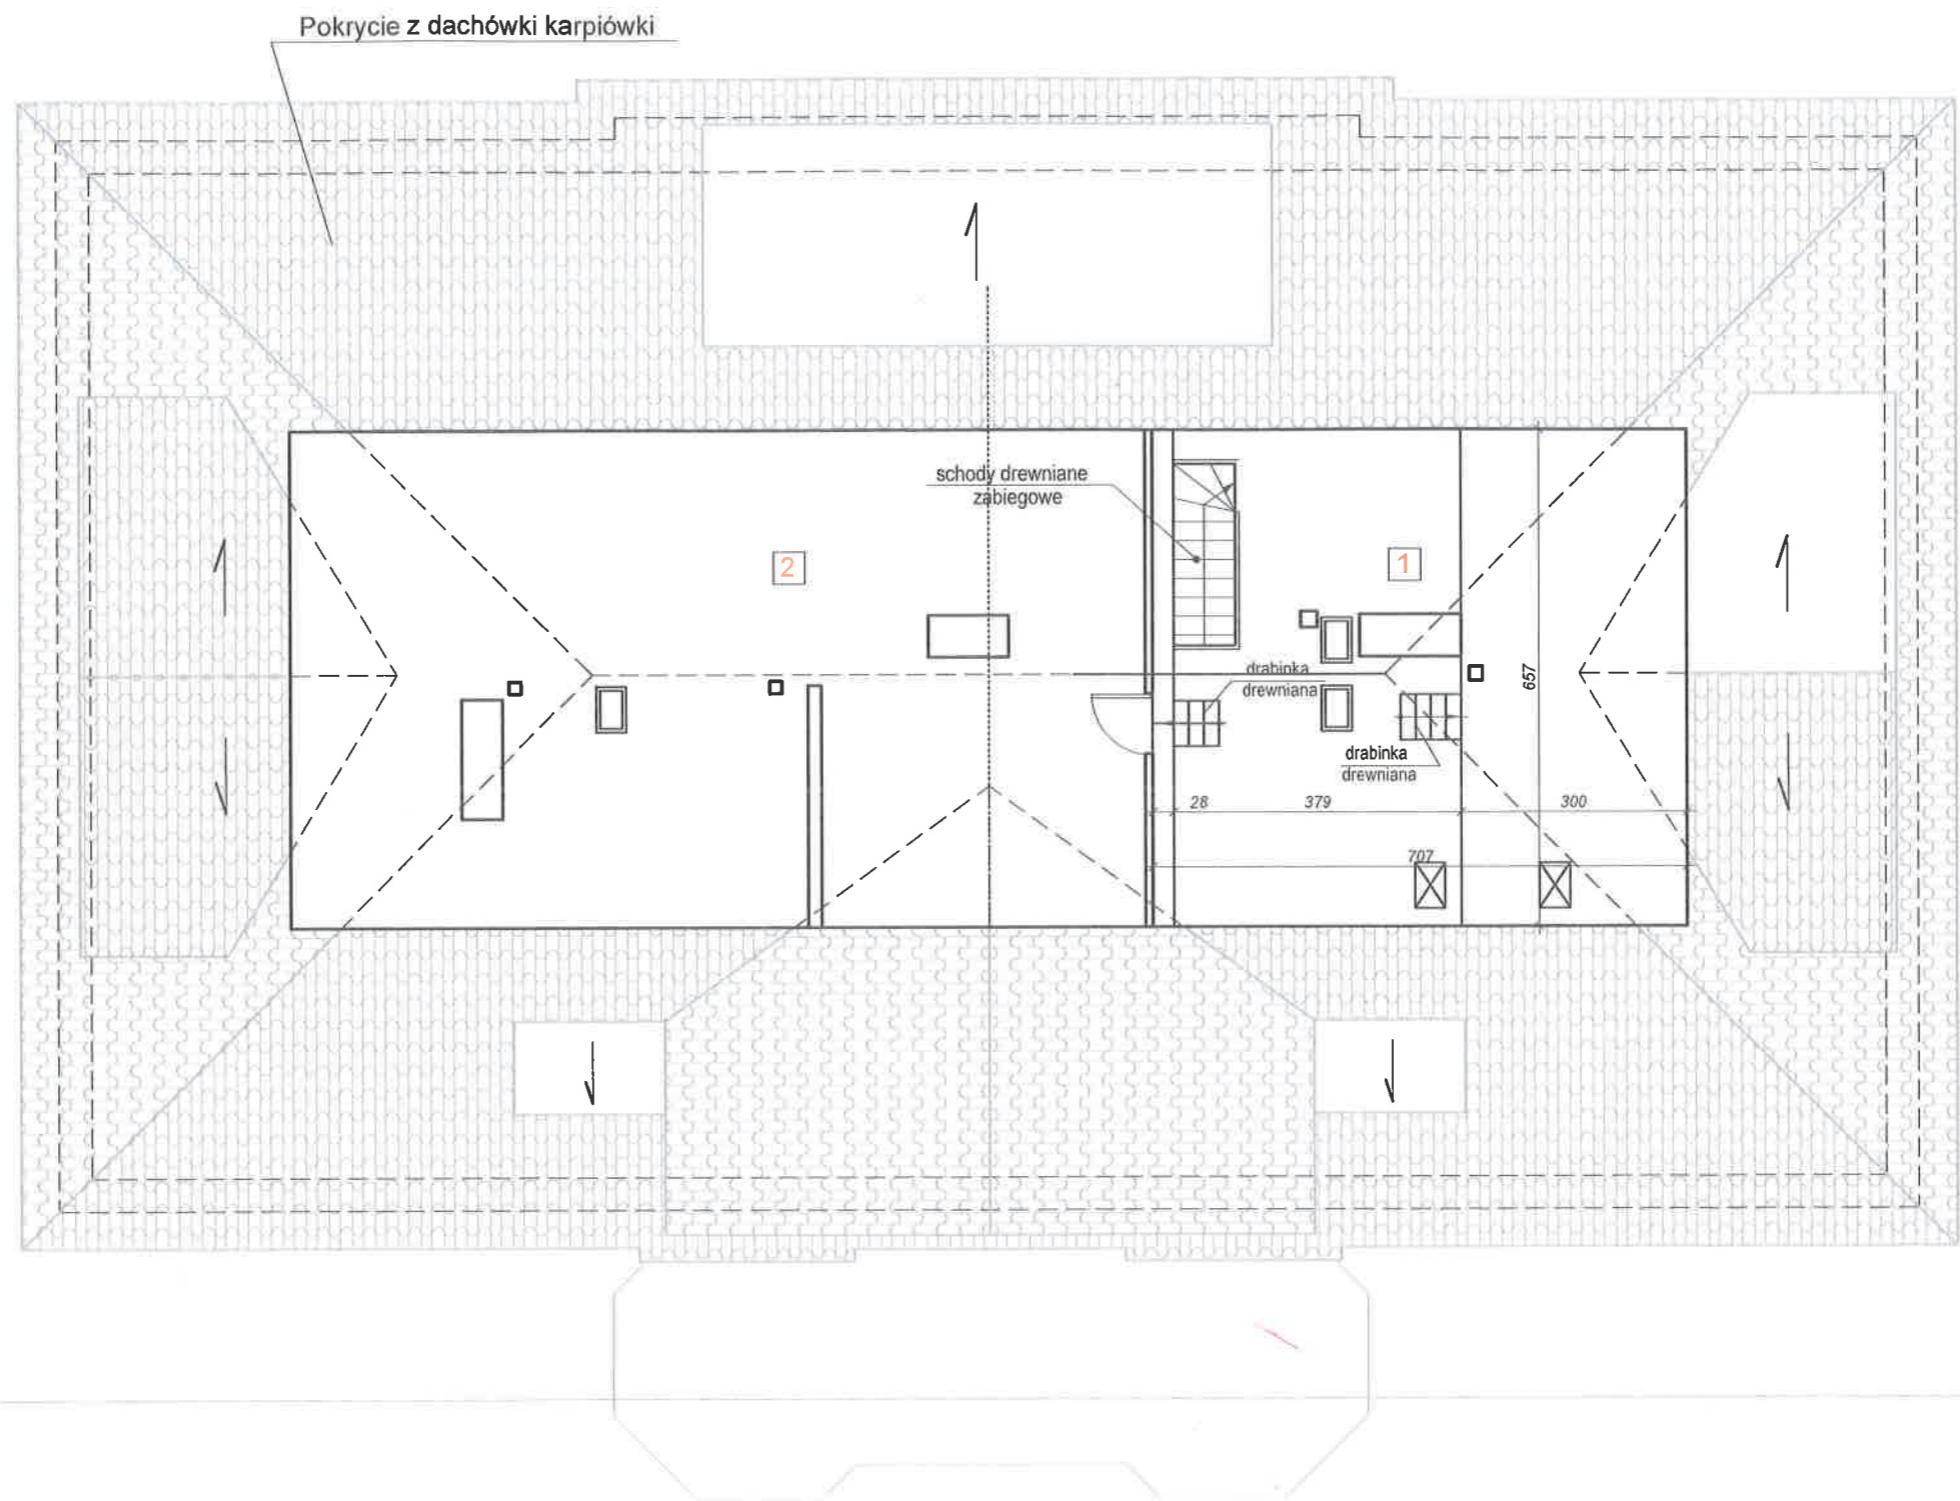 Pokrycie z dachówki karpiówki
schody drewniane
zabiegowe
2
1
drabinka
drewniana
657
drabinka
drewniana
28
379
300
707